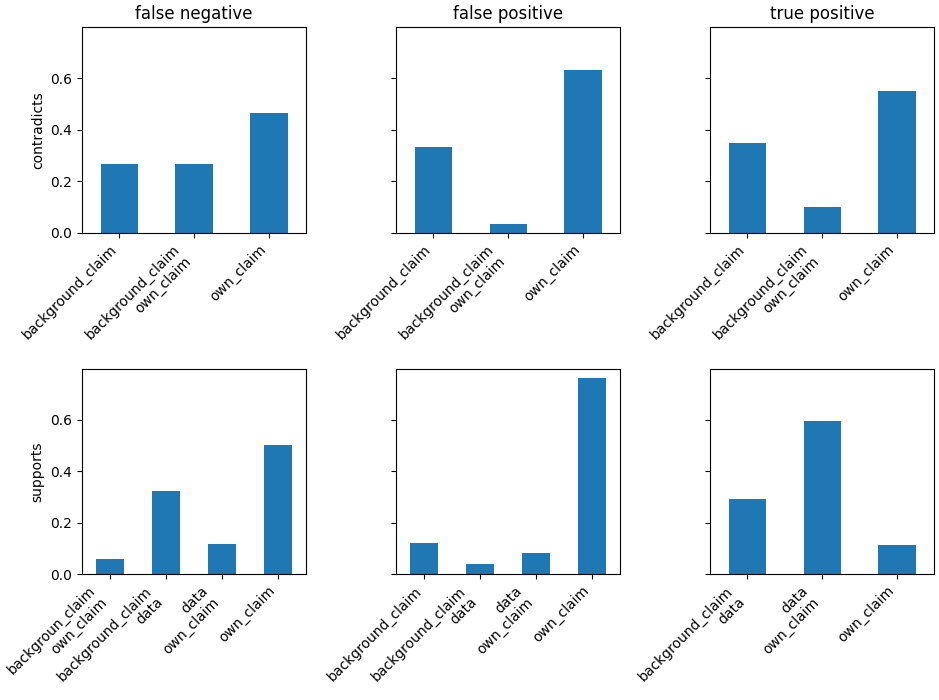 false negative
false positive
true positive
contradicts
0.6
0.4
0.2
0.0
background_claim
background_claim
own_claim
own_claim
background_claim
background_claim
own_claim
own_claim
background_claim
background_claim
own_claim
own_claim
supports
0.6
0.4
0.2
0.0
backgroun_claim
own_claim
background_claim
data
data
own_claim
own_claim
background_claim
background_claim
data
data
own_claim
own_claim
background_claim
data
data
own_claim
own_claim